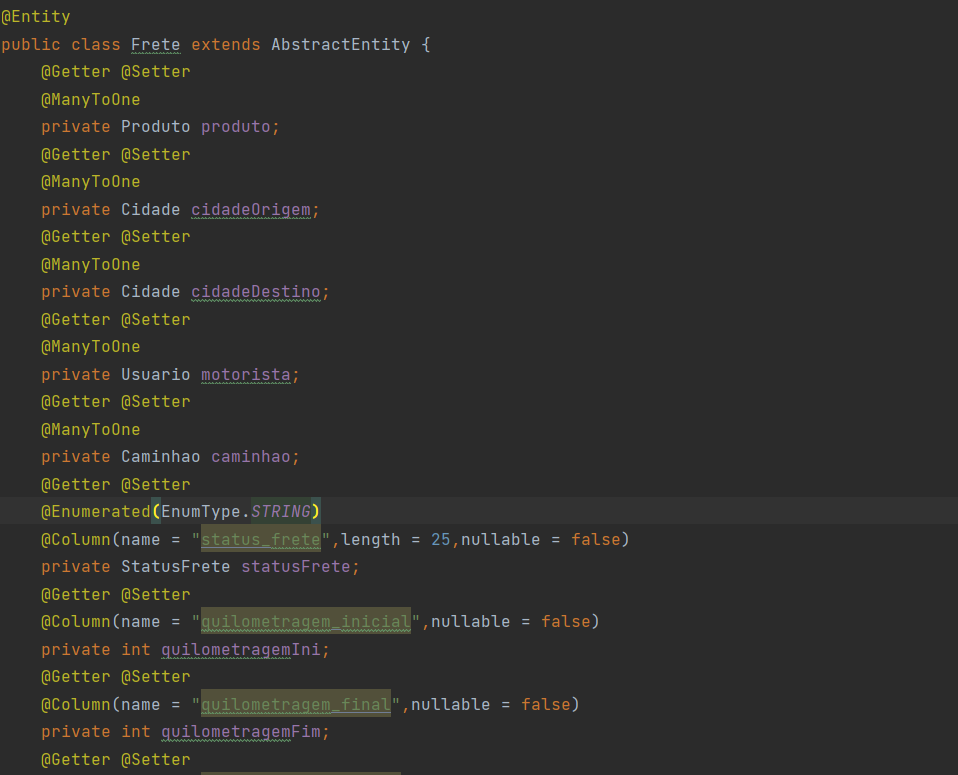 @Entity
public class Frete extends AbstractEntity {
@Getter @Setter
@ManyToOne
private Produto produto;
@Getter @Setter
@ManyToOne
private Cidade cidadeOrigem;
@Getter @Setter
@ManyToOne
private Cidade cidadeDestino;
@Getter @Setter
@ManyToOne
private Usuario motorista;
@Getter @Setter
@ManyToOne
private Caminhao caminhao;
@Getter @Setter
@Enumerated(EnumType.STRING)
@Column(name = "status_frete",length = 25,nullable = false)
private StatusFrete statusFrete;
@Getter @Setter
@Column(name = "quilometragem_inicial",nullable = false)
private int quilometragemIni;
@Getter @Setter
@Column(name = "quilometragem_final",nullable = false)
private int quilometragemFim;
@Getter @Setter